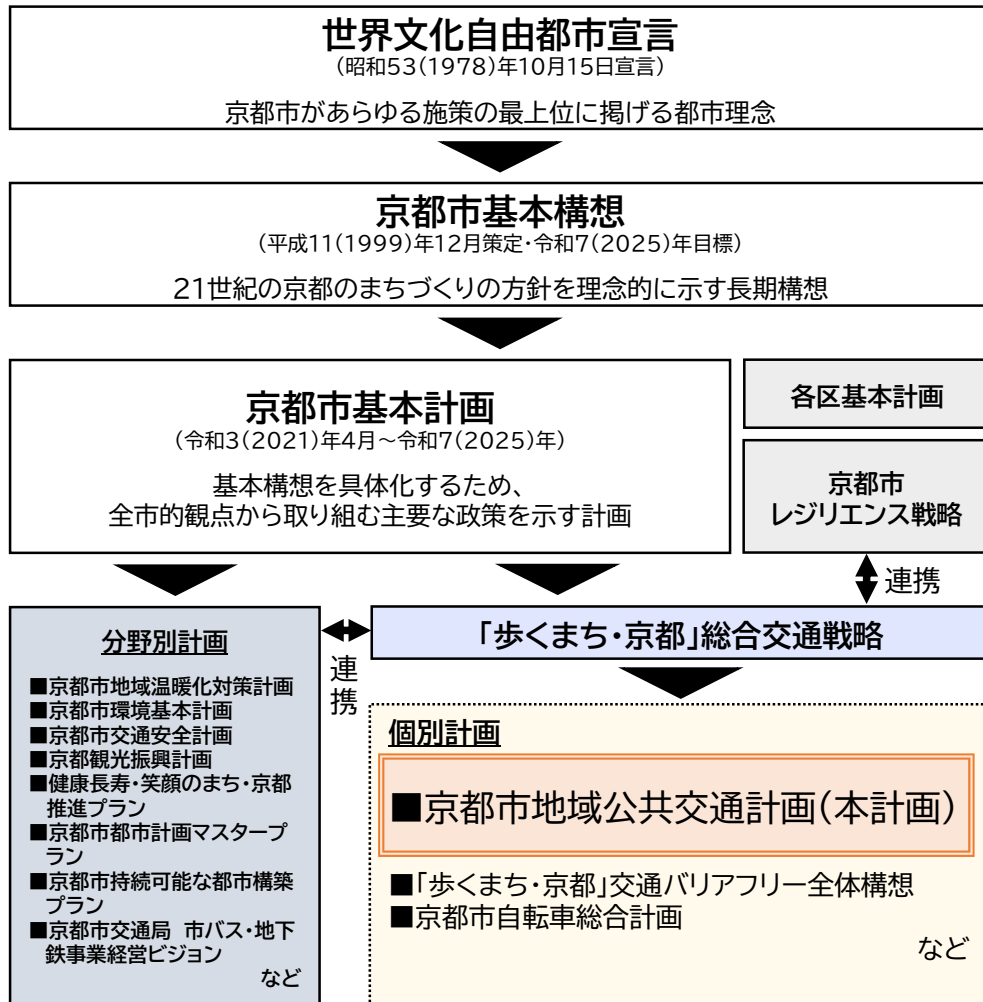 世界文化自由都市宣言
（昭和53（1978）年10月15日宣言）
京都市があらゆる施策の最上位に掲げる都市理念
京都市基本構想
（平成11（1999）年12月策定・令和7（2025）年目標）
21世紀の京都のまちづくりの方針を理念的に示す長期構想
京都市基本計画
（令和3（2021）年4月～令和7（2025）年）
基本構想を具体化するため、
全市的観点から取り組む主要な政策を示す計画
各区基本計画
京都市
レジリエンス戦略
連携
分野別計画
■京都市地域温暖化対策計画
■京都市環境基本計画
■京都市交通安全計画
■京都観光振興計画
■健康長寿・笑顔のまち・京都
推進プラン
■京都市都市計画マスタープ
ラン
■京都市持続可能な都市構築
プラン
■京都市交通局 市バス・地下
鉄事業経営ビジョン
など
連
携
「歩くまち・京都」総合交通戦略
個別計画
■京都市地域公共交通計画（本計画）
■「歩くまち・京都」交通バリアフリー全体構想
■京都市自転車総合計画
など